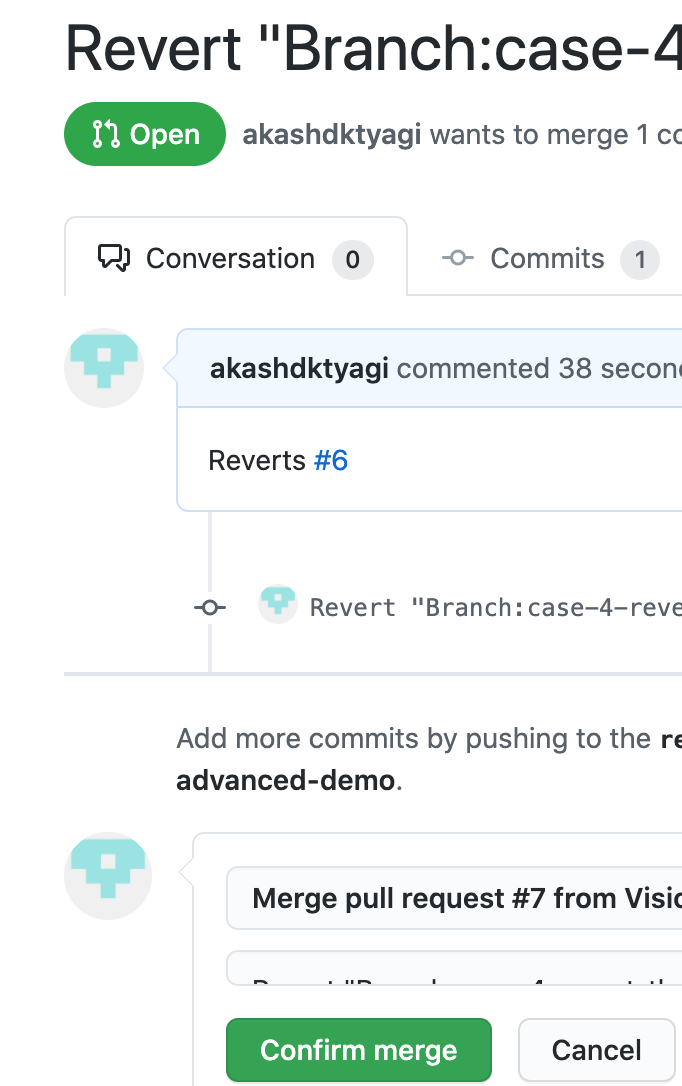 Revert "Branch:case-4
Open akashdktyagi wants to merge 1 co
Conversation 0 Commits 1
akashdktyagi commented 38 secon
Reverts #6
Revert "Branch:case-4-reve
Add more commits by pushing to the re
advanced-demo.
Merge pull request #7 from Visio
Confirm merge Cancel